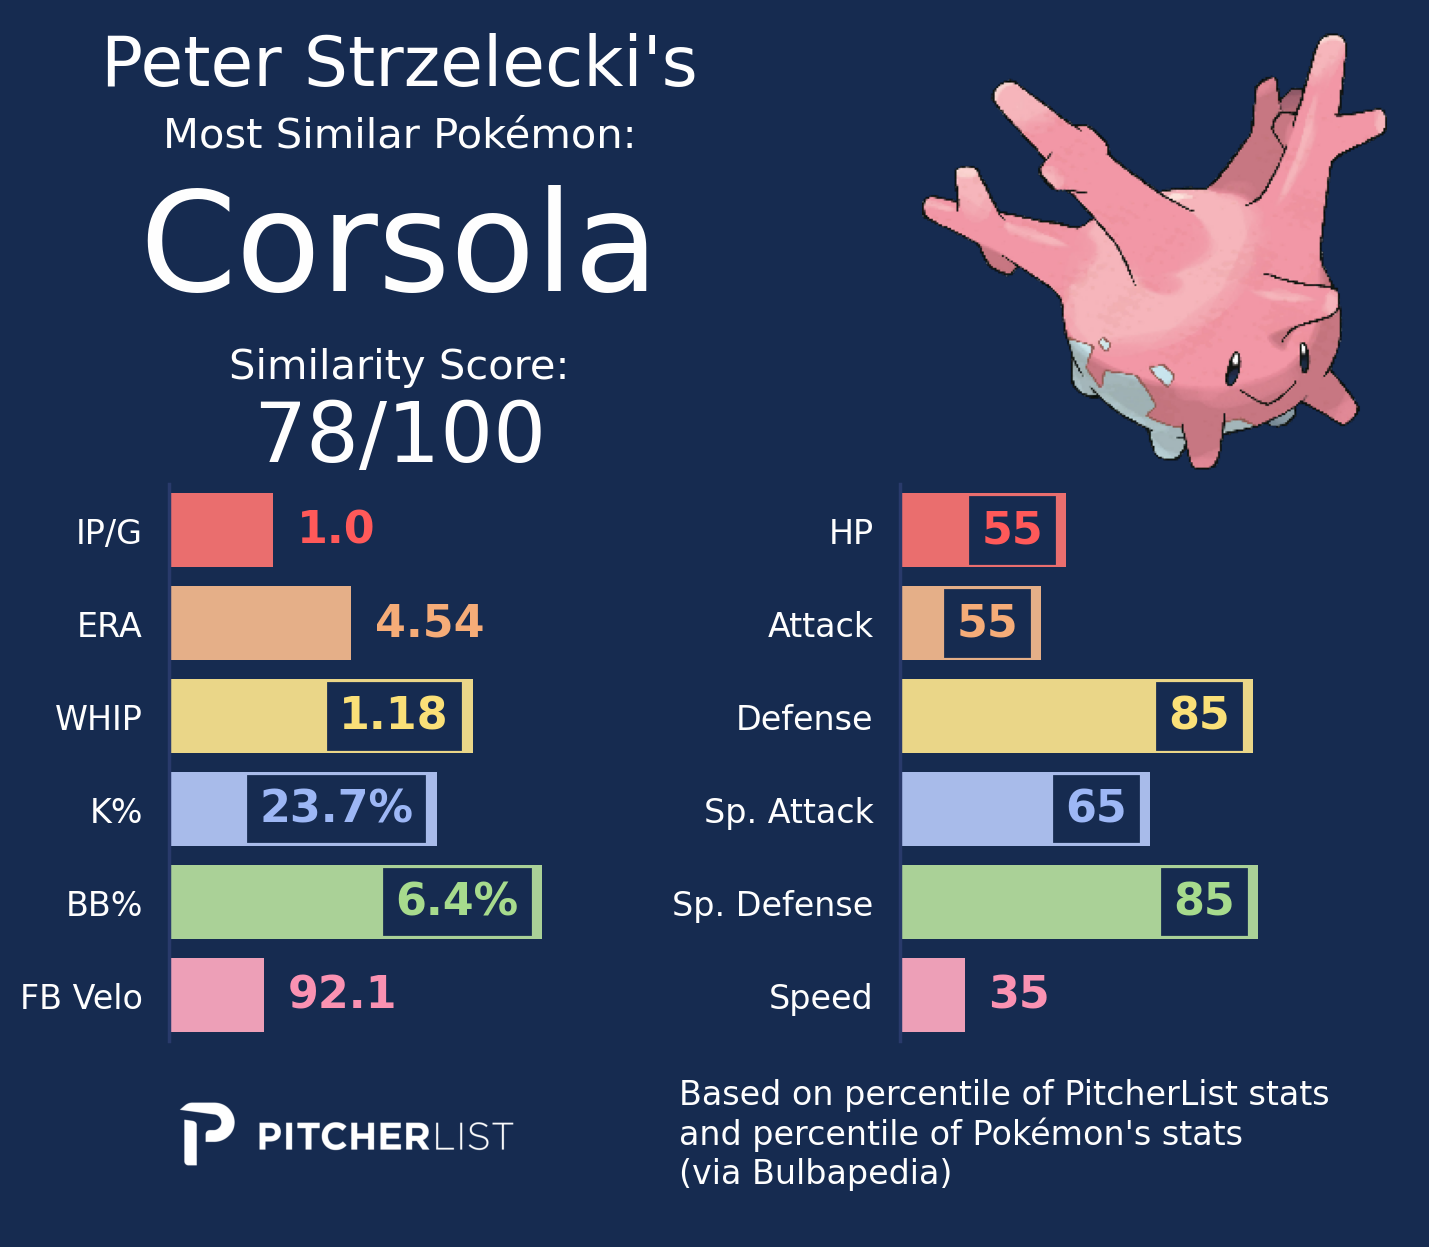 Peter Strzelecki's
Most Similar Pokémon:
Corsola
Similarity Score:
78/100
IP/G 1.0
ERA 4.54
WHIP 1.18
K% 23.7%
BB% 6.4%
FB Velo 92.1
HP 55
Attack 55
Defense 85
Sp. Attack 65
Sp. Defense 85
Speed 35
PITCHERLIST
Based on percentile of PitcherList stats
and percentile of Pokémon's stats
(via Bulbapedia)